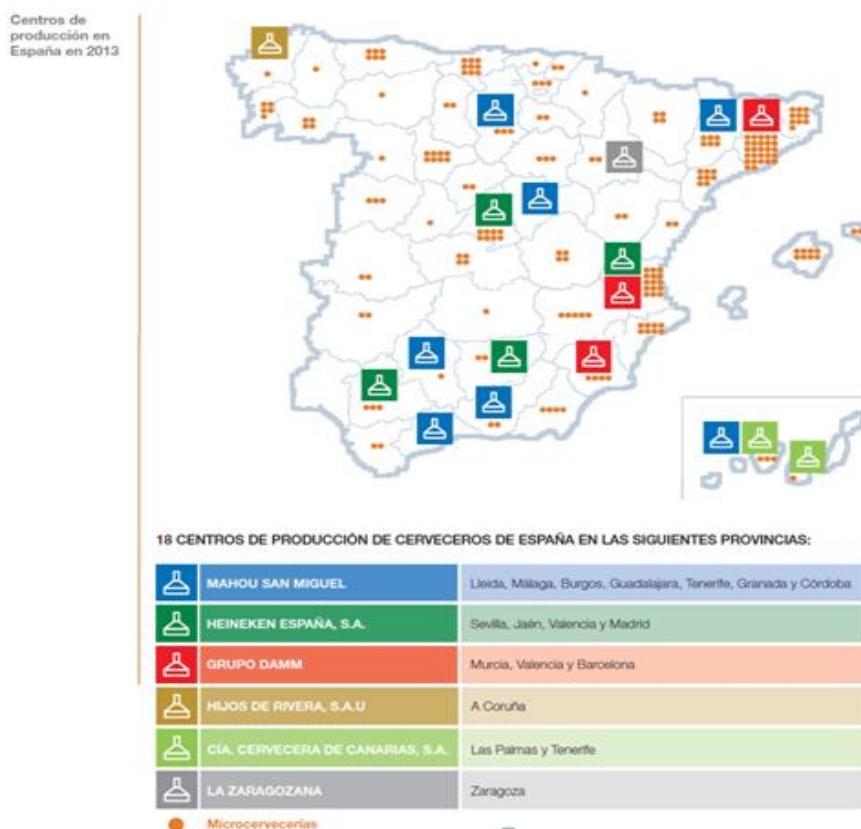 Centros de
producción en
España en 2013
18 CENTROS DE PRODUCCIÓN DE CERVECEROS DE ESPAÑA EN LAS SIGUIENTES PROVINCIAS:
MAHOU SAN MIGUEL Lleida, Málaga, Burgos, Guadalajara, Tenerife, Granada y Córdoba
HEINEKEN ESPAÑA, S.A. Sevilla, Jaén, Valencia y Madrid
GRUPO DAMM Murcia, Valencia y Barcelona
HIJOS DE RIVERA, S.A.U A Coruña
CÍA. CERVECERA DE CANARIAS, S.A. Las Palmas y Tenerife
LA ZARAGOZANA Zaragoza
Microcervecerías